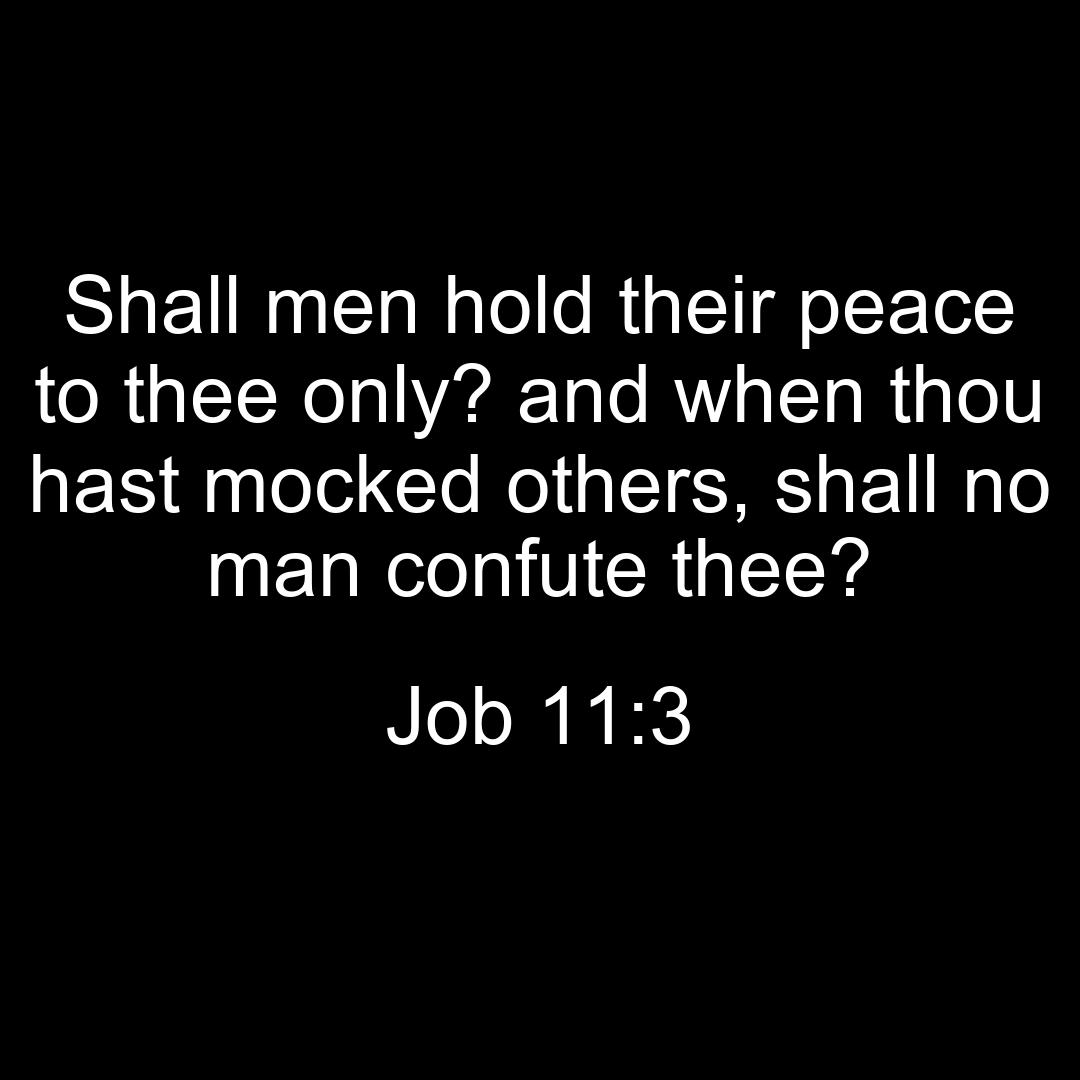 Shall men hold their peace
to thee only? and when thou
hast mocked others, shall no
man confute thee?
Job 11:3